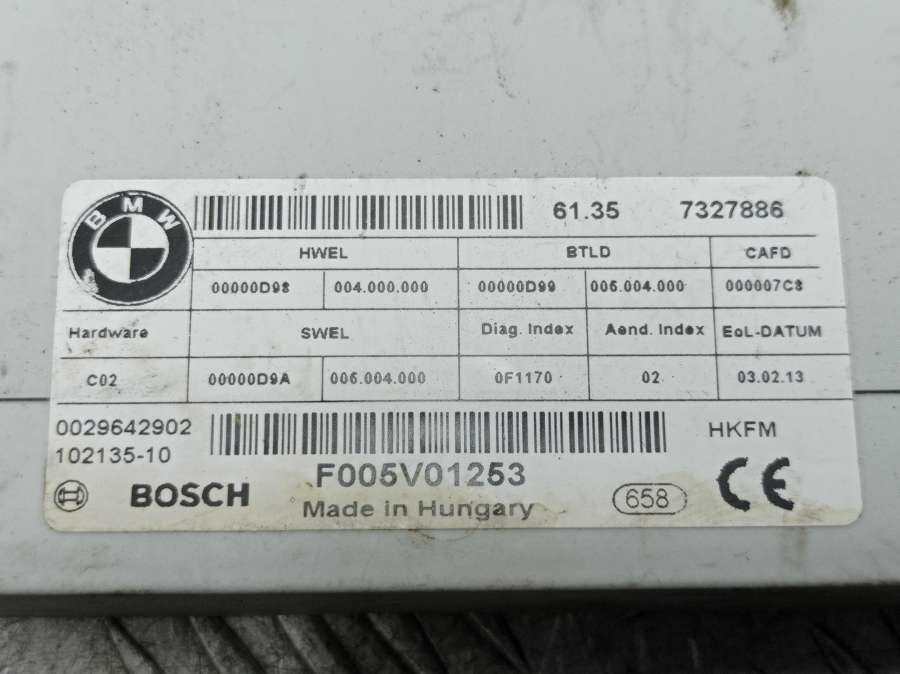 BMW
61.35 7327886
HWEL BTLD CAFD
00000D98 004.000.000 00000D99 006.004.000 000007C8
Hardware SWEL Diag. Index Aend. Index EoL-DATUM
C02 00000D9A 006.004.000 0F1170 02 03.02.13
0029642902 HKFM
102135-10
F005V01253
BOSCH
Made in Hungary
658
CE